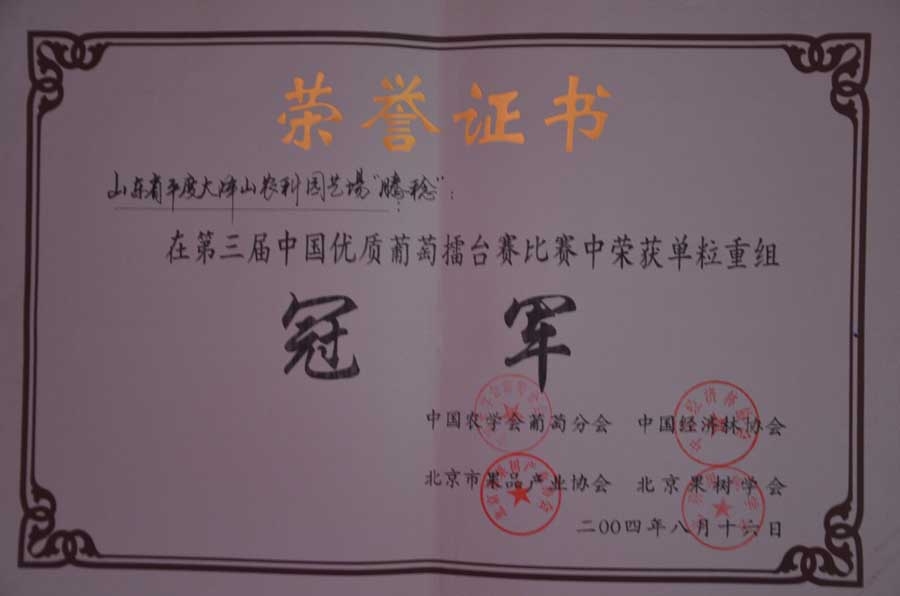 荣誉证书
山东省平度大泽山农科园艺場“腾稔”：
在第三届中国优质葡萄擂台赛比赛中荣获单粒重组
冠军
中国农学会葡萄分会 中国经济林协会
北京市果品产业协会 北京果树学会
二00四年八月十六日